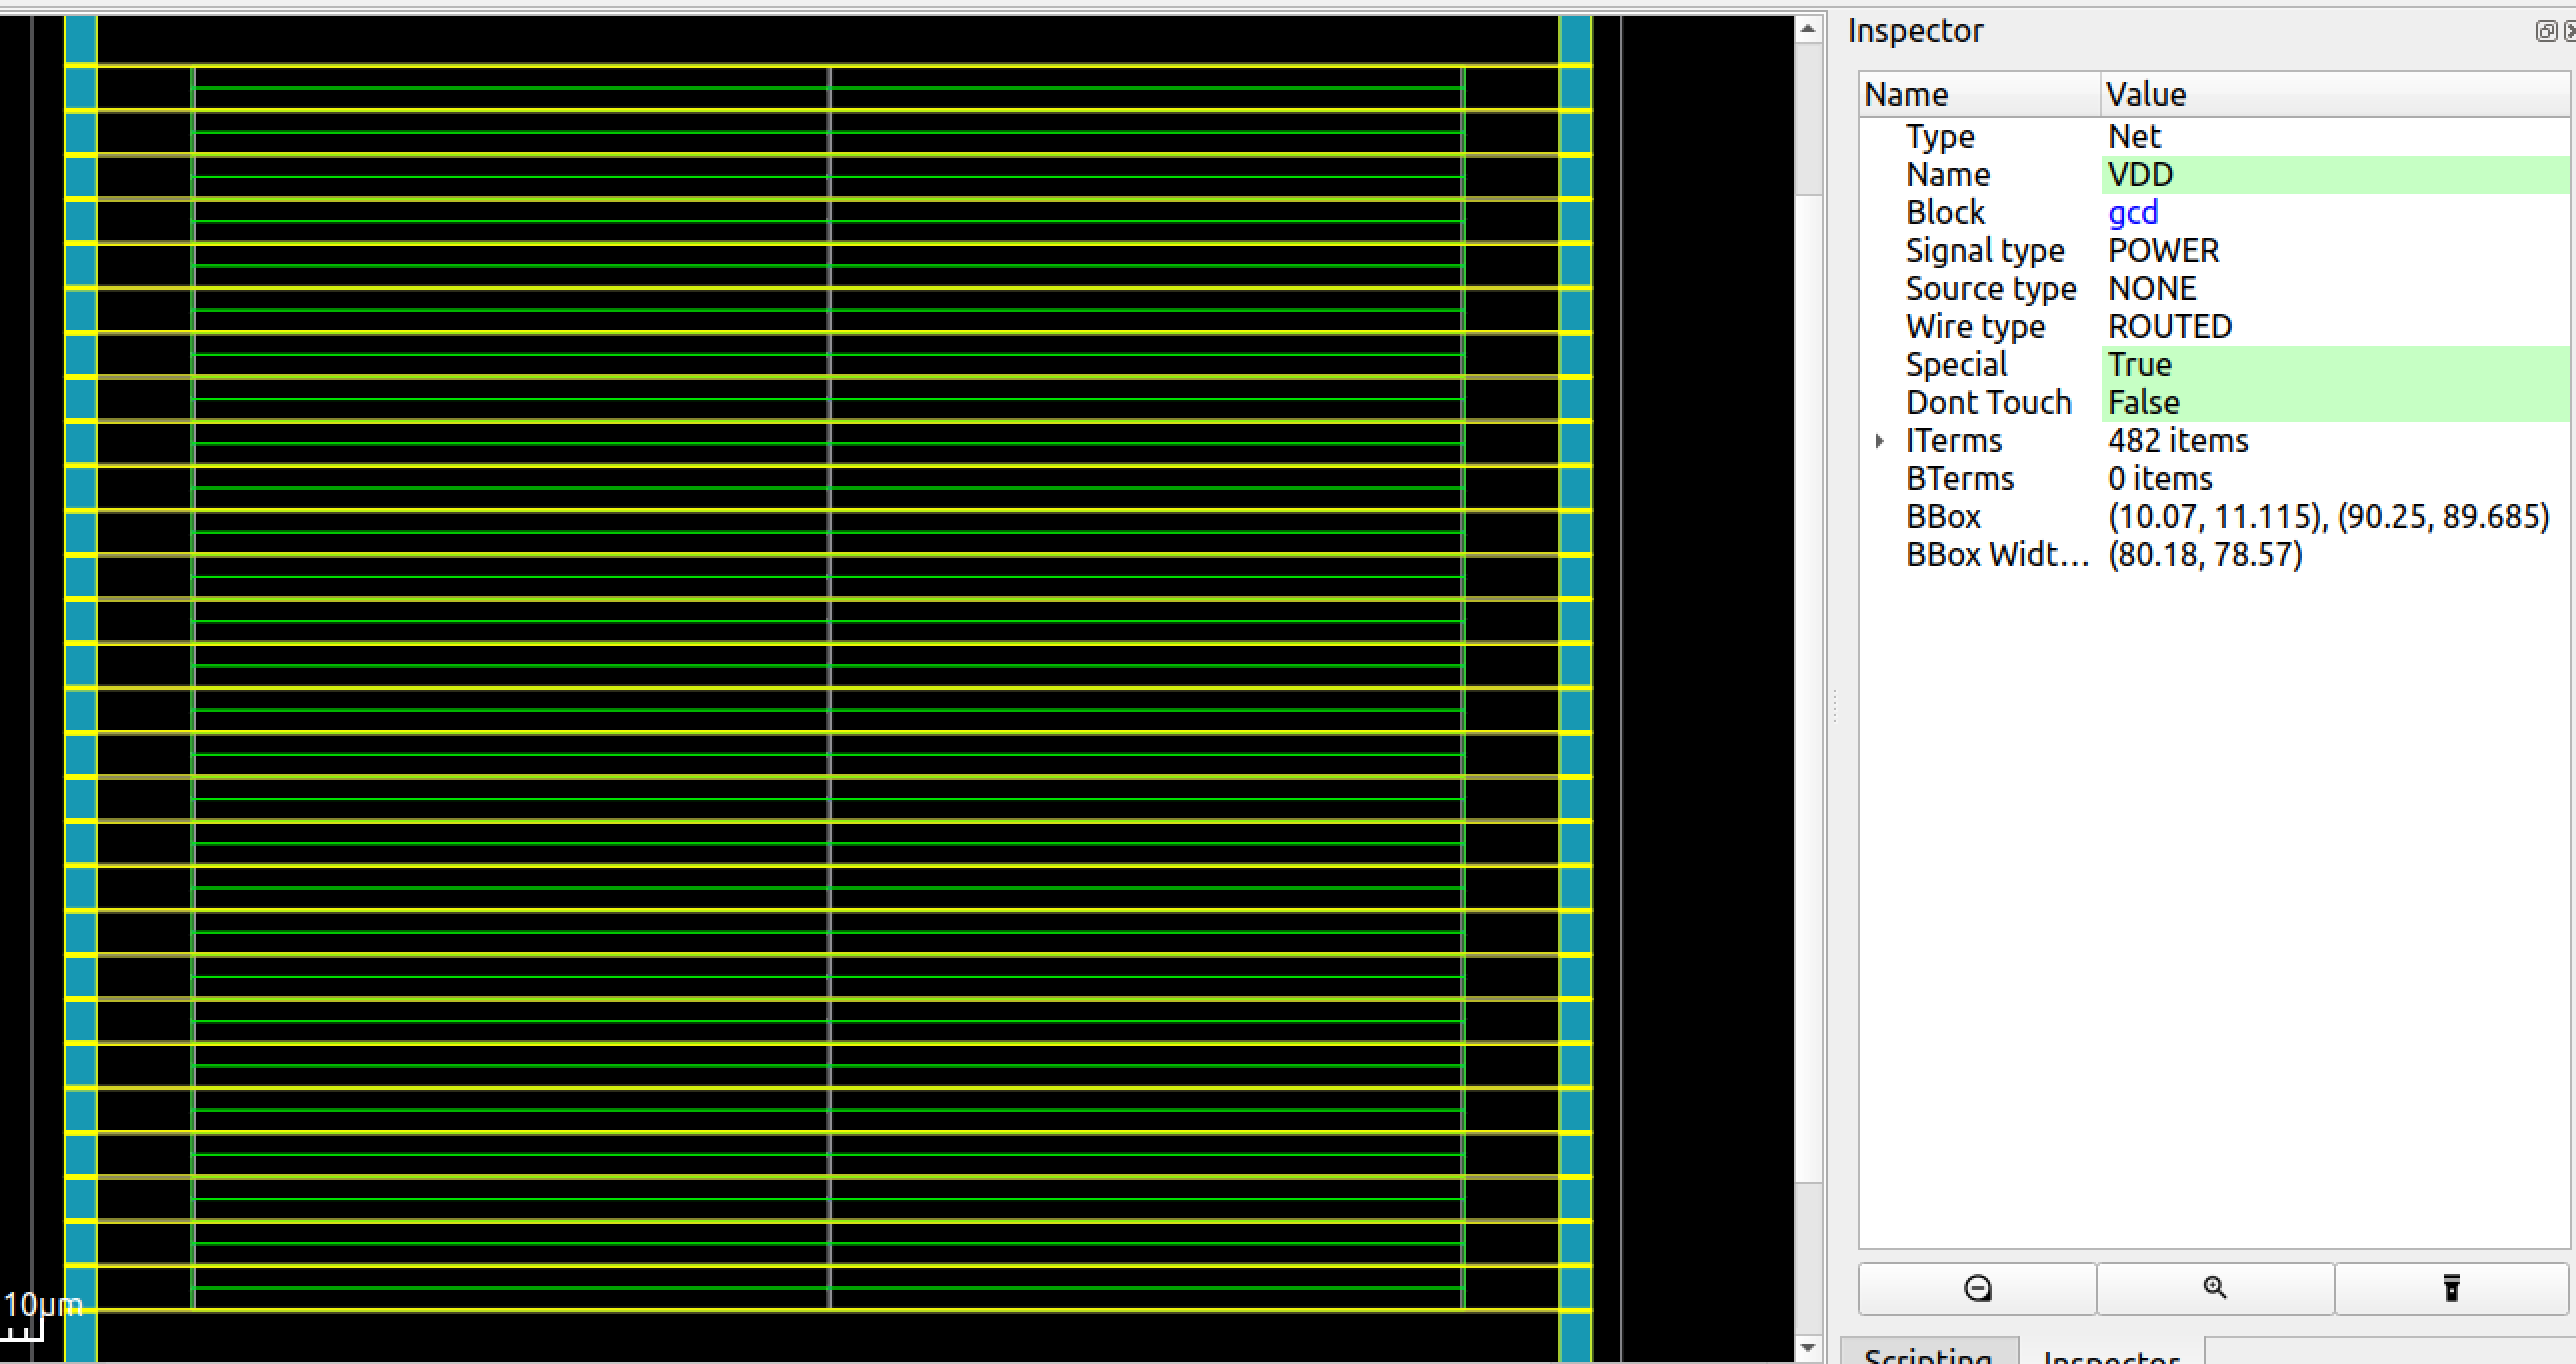 Inspector
Name Value
Type Net
Name VDD
Block gcd
Signal type POWER
Source type NONE
Wire type ROUTED
Special True
Dont Touch False
ITerms 482 items
BTerms 0 items
BBox (10.07, 11.115), (90.25, 89.685)
BBox Widt... (80.18, 78.57)
10µm
Scripting Inspector